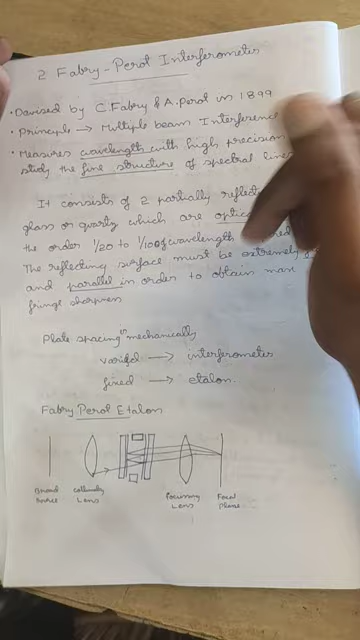 2 Fabry-Perot Interferometer
• Devised by C.Fabry & A.Perot in 1899
• Principle → Multiple beam Interference
• Measures wavelength with high precision
study the fine structure of spectral lines
It consists of 2 partially reflect
glass or quartz which are optic
the order 1/20 to 1/100 of wavelength
The reflecting surface must be extremely
and parallel in order to obtain max
fringe sharpness
Plate spacing is mechanically
varified → interferometer
fixed → etalon.
Fabry Perot Etalon
Broad Collimating Focussing Focal
source Lens Lens Plane